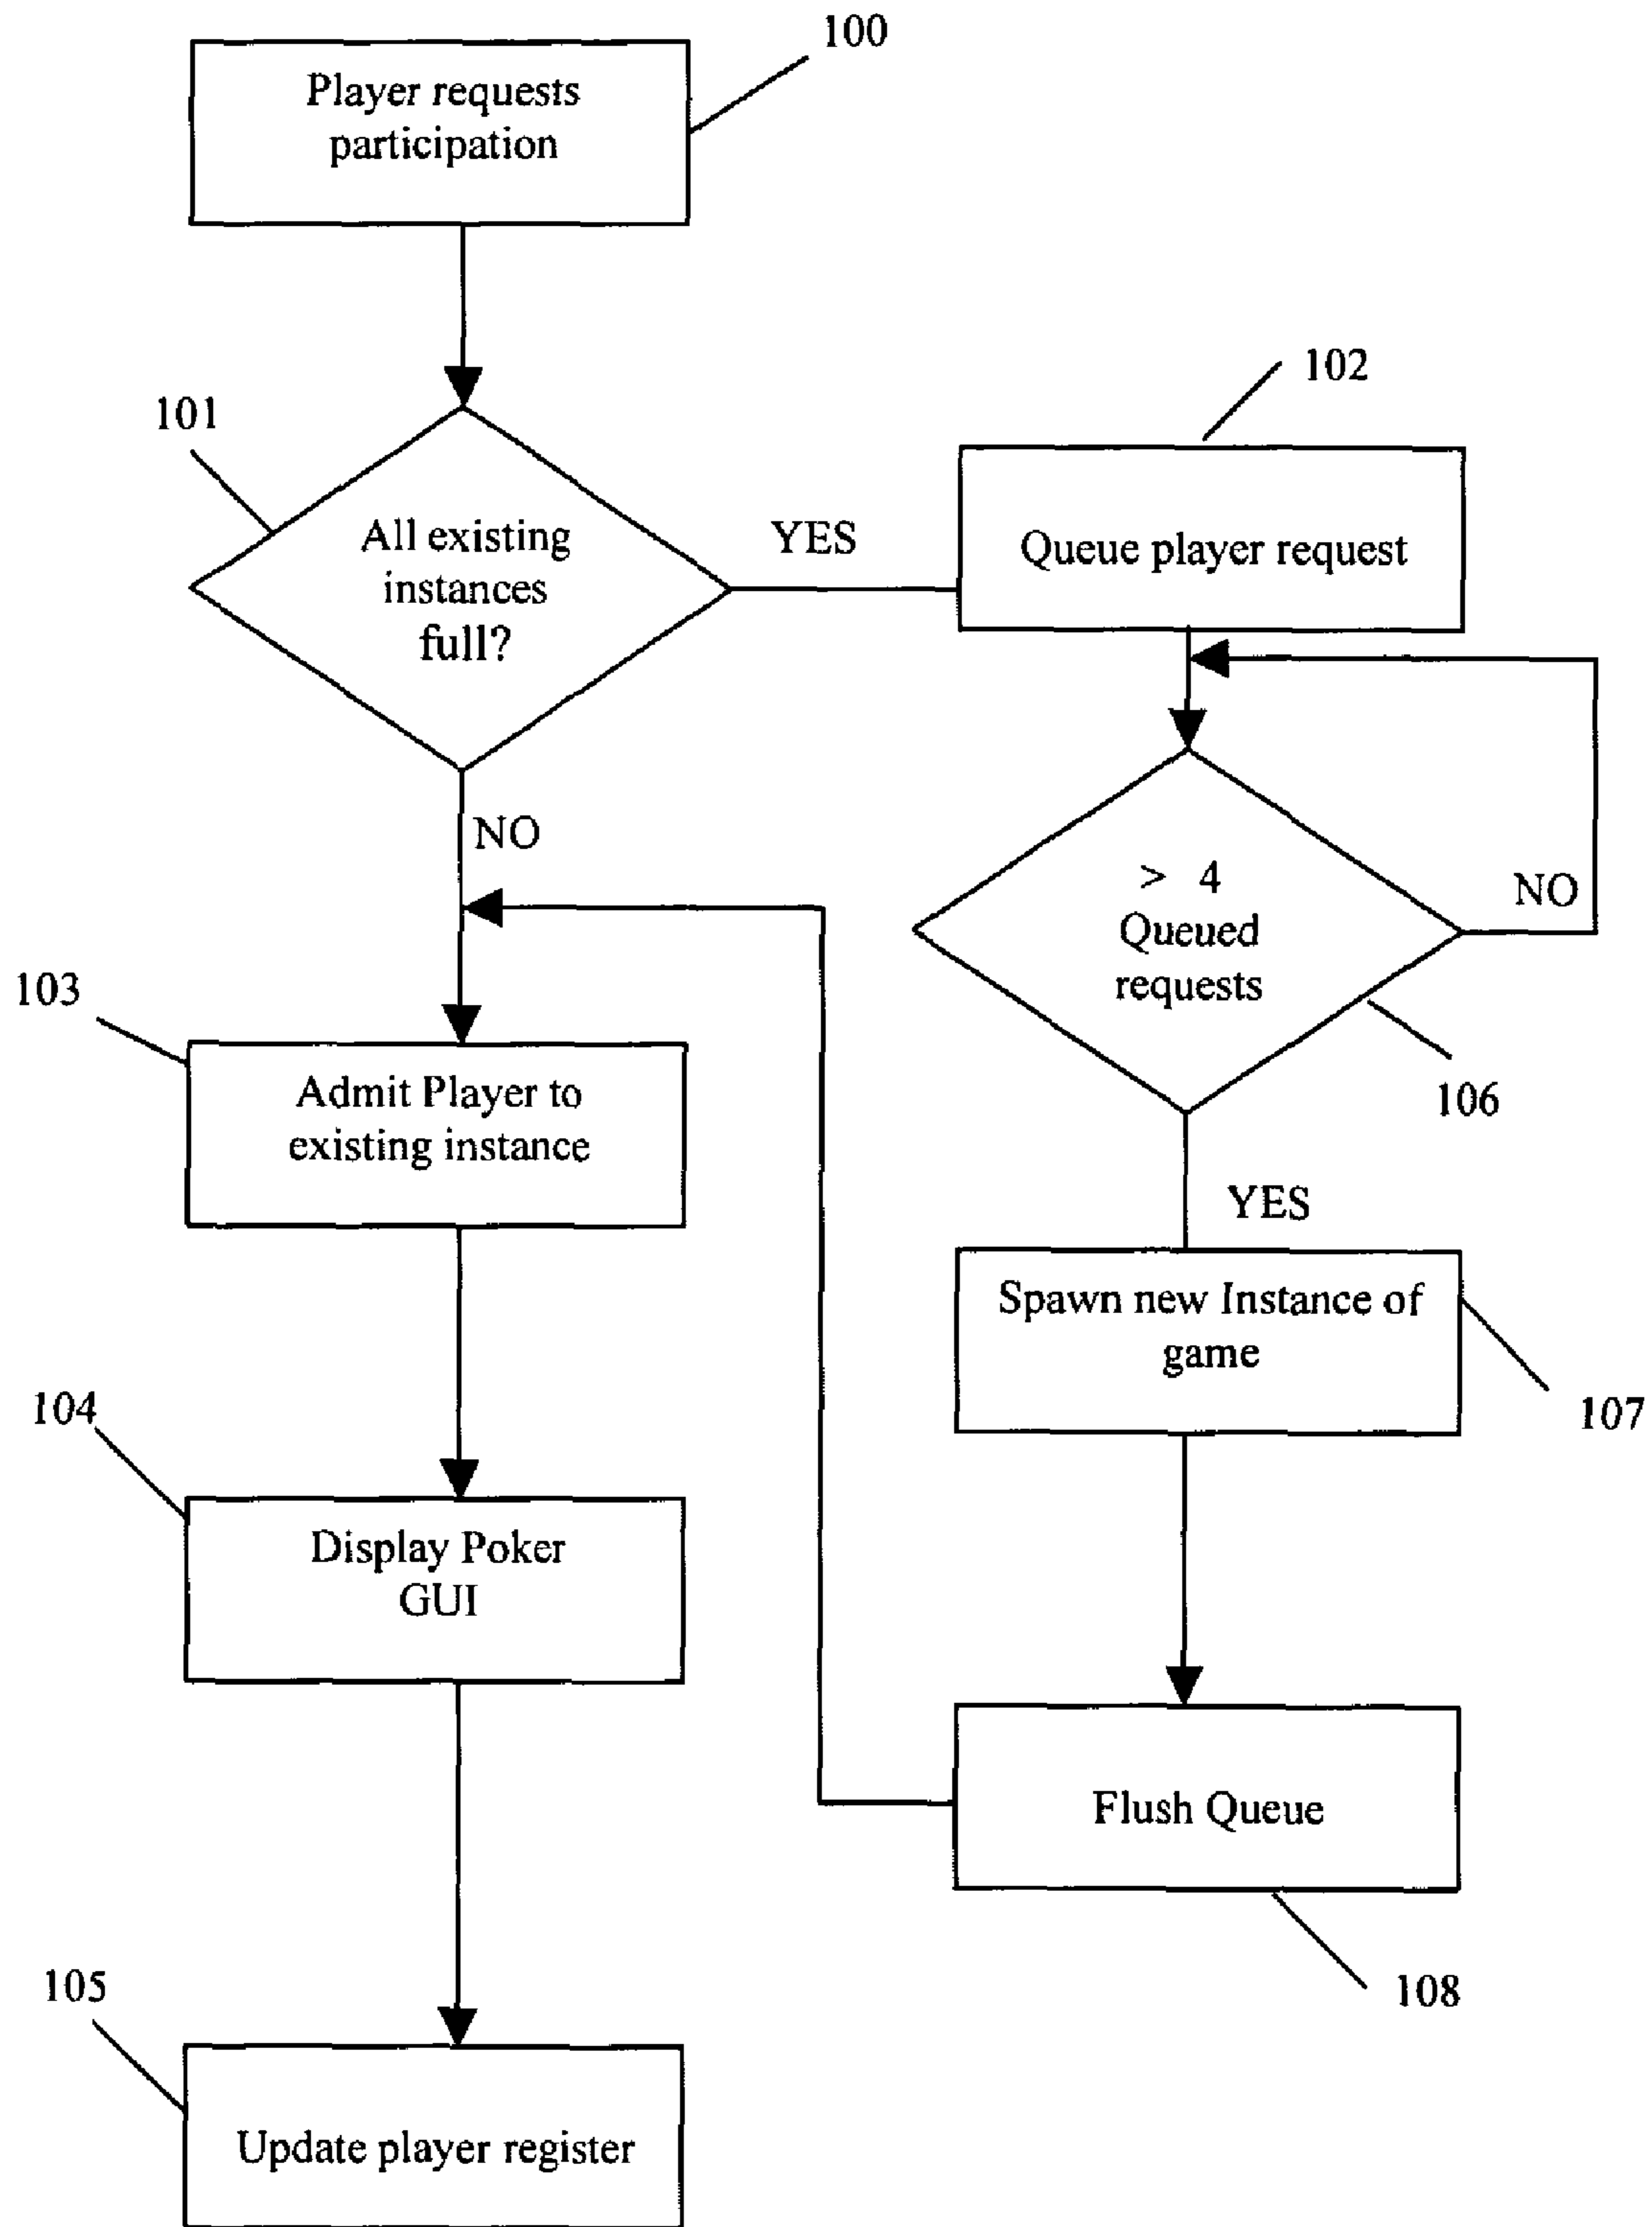 100
Player requests
participation
101
All existing
instances
full?
YES
102
Queue player request
NO
> 4
Queued
requests
NO
106
103
Admit Player to
existing instance
YES
Spawn new Instance of
game
107
104
Display Poker
GUI
Flush Queue
108
105
Update player register